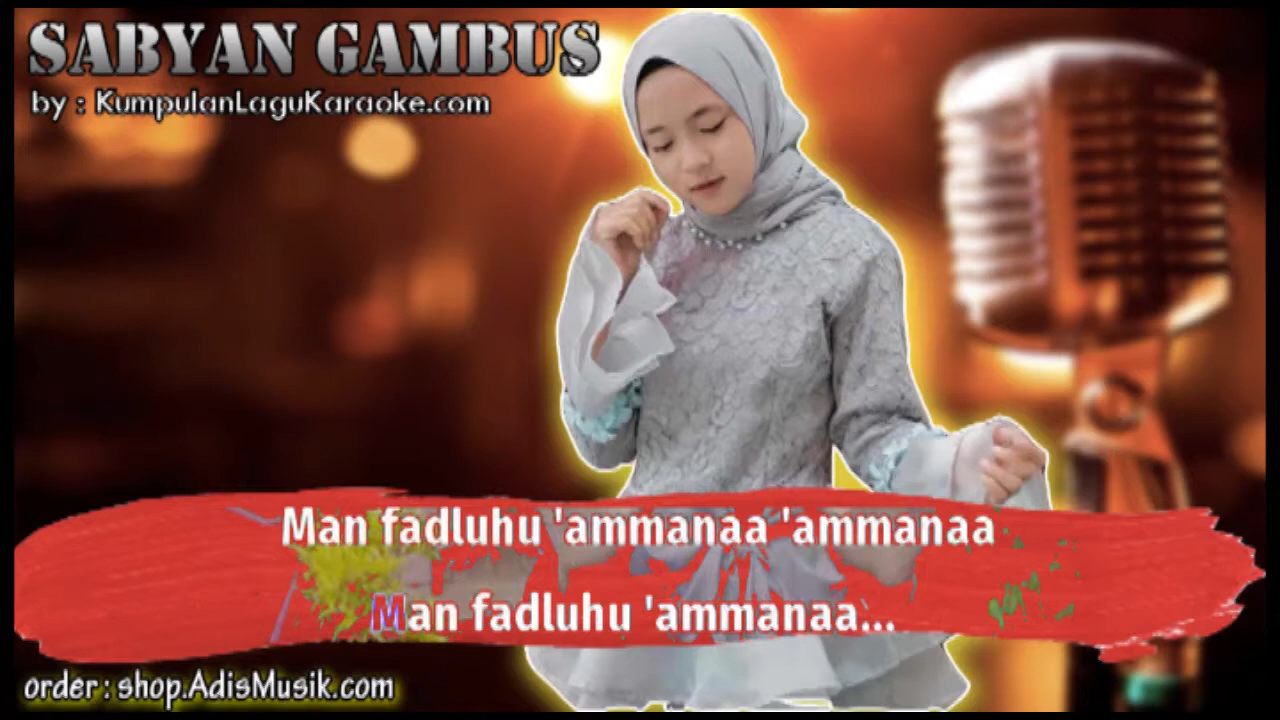 SABYAN GAMBUS
by : KumpulanLaguKaraoke.com
Man fadluhu 'ammanaa 'ammanaa
Man fadluhu 'ammanaa...
order : shop.AdisMusik.com